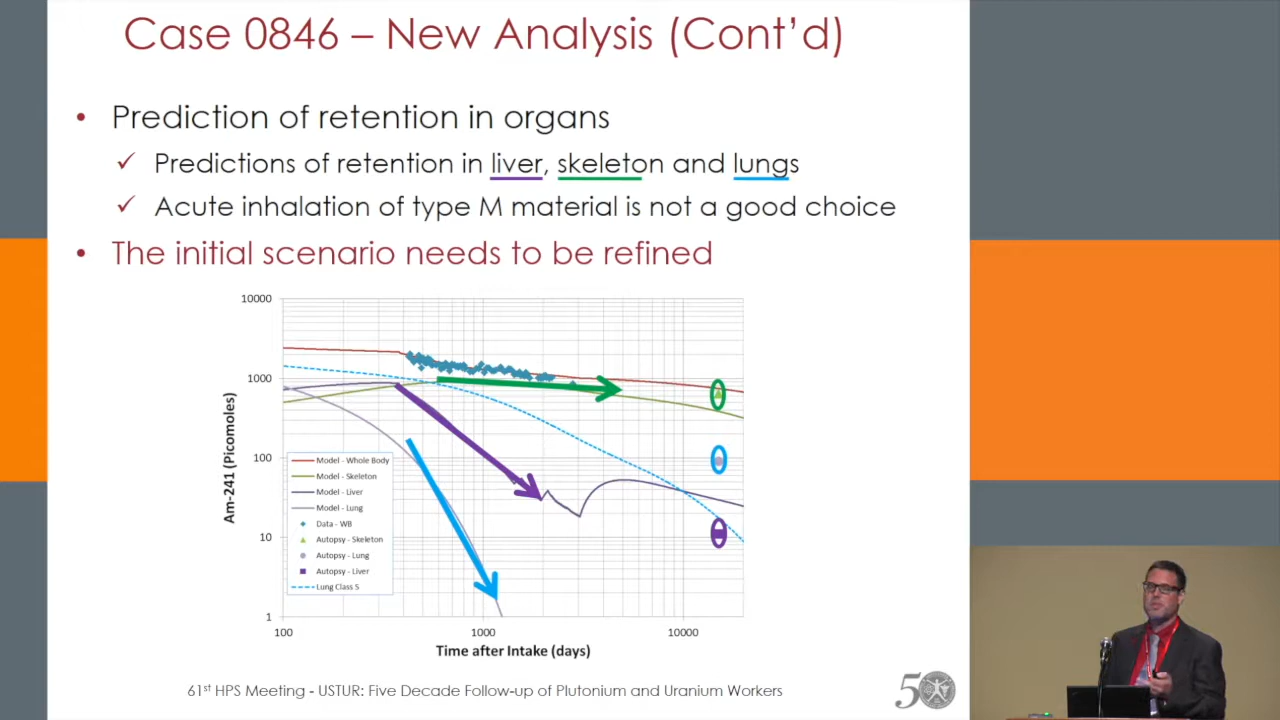 Case 0846 – New Analysis (Cont’d)
• Prediction of retention in organs
✓ Predictions of retention in liver, skeleton and lungs
✓ Acute inhalation of type M material is not a good choice
• The initial scenario needs to be refined
10000
1000
100
10
1
Am-241 (Picomoles)
Model - Whole Body
Model - Skeleton
Model - Liver
Model - Lung
Data - WB
Autopsy - Skeleton
Autopsy - Lung
Autopsy - Liver
Lung Class S
100 1000 10000
Time after Intake (days)
61st HPS Meeting - USTUR: Five Decade Follow-up of Plutonium and Uranium Workers
50